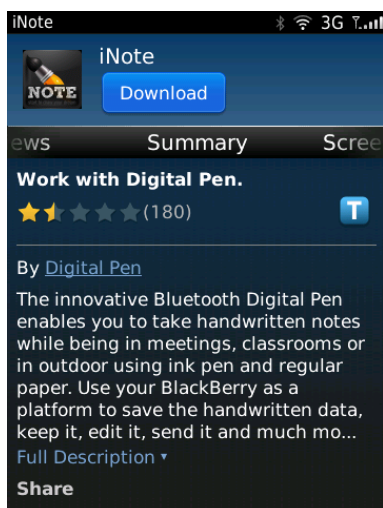 iNote 3G
iNote
NOTE
Download
ews Summary Scree
Work with Digital Pen.
(180)
T
By Digital Pen
The innovative Bluetooth Digital Pen
enables you to take handwritten notes
while being in meetings, classrooms or
in outdoor using ink pen and regular
paper. Use your BlackBerry as a
platform to save the handwritten data,
keep it, edit it, send it and much mo...
Full Description
Share